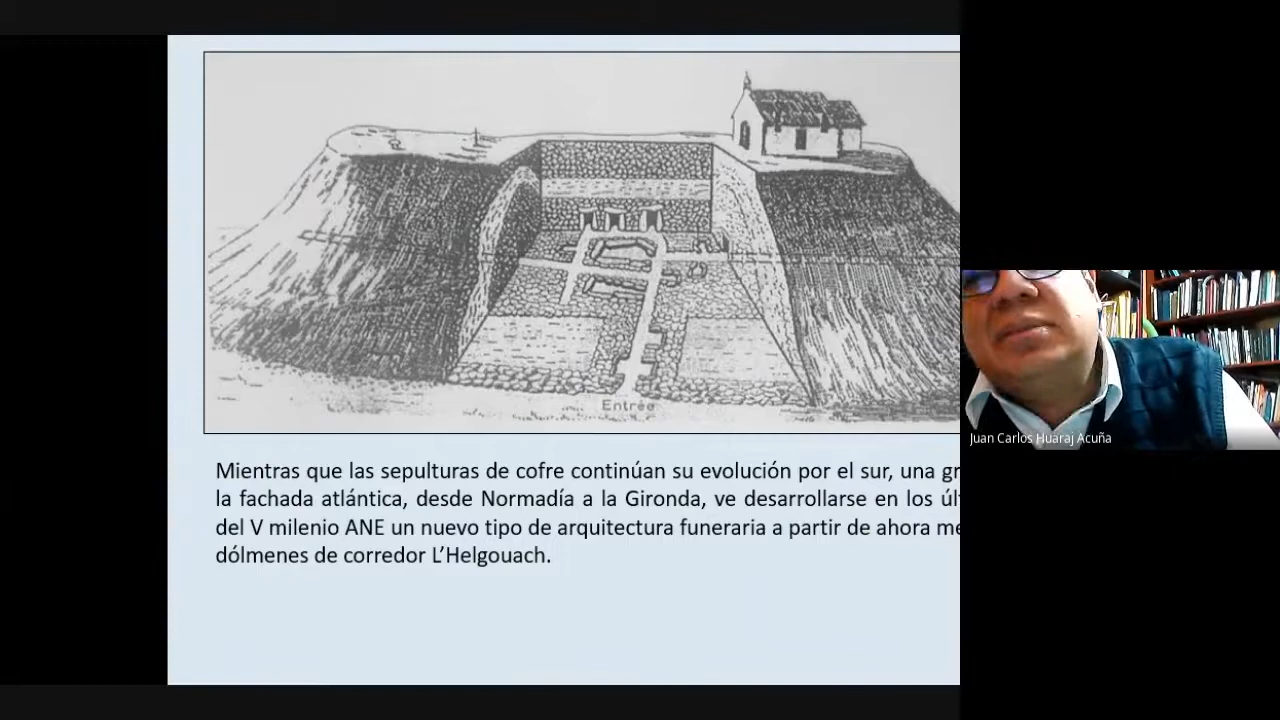 Entrée
Mientras que las sepulturas de cofre continúan su evolución por el sur, una
la fachada atlántica, desde Normadía a la Gironda, ve desarrollarse en los
del V milenio ANE un nuevo tipo de arquitectura funeraria a partir de ahora
dólmenes de corredor L’Helgouach.
Juan Carlos Huaraj Acuña